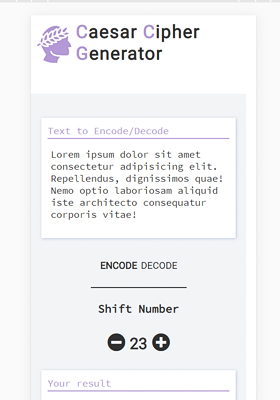 Caesar Cipher
Generator
Text to Encode/Decode
Lorem ipsum dolor sit amet
consectetur adipisicing elit.
Repellendus, dignissimos quae!
Nemo optio laboriosam aliquid
iste architecto consequatur
corporis vitae!
ENCODE DECODE
Shift Number
23
Your result